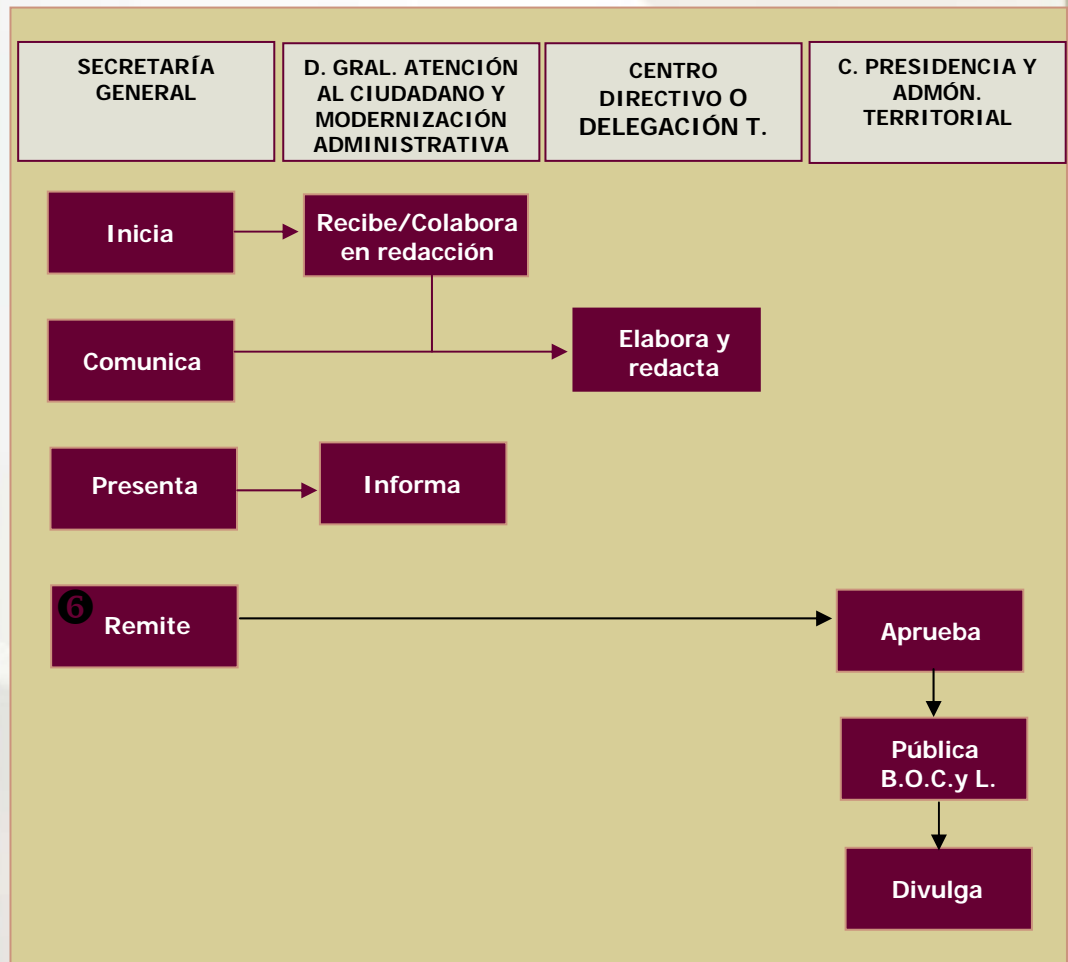 SECRETARÍA
GENERAL
D. GRAL. ATENCIÓN
AL CIUDADANO Y
MODERNIZACIÓN
ADMINISTRATIVA
CENTRO
DIRECTIVO O
DELEGACIÓN T.
C. PRESIDENCIA Y
ADMÓN.
TERRITORIAL
Inicia
Recibe/Colabora
en redacción
Comunica
Elabora y
redacta
Presenta
Informa
❻ Remite
Aprueba
Pública
B.O.C.y L.
Divulga